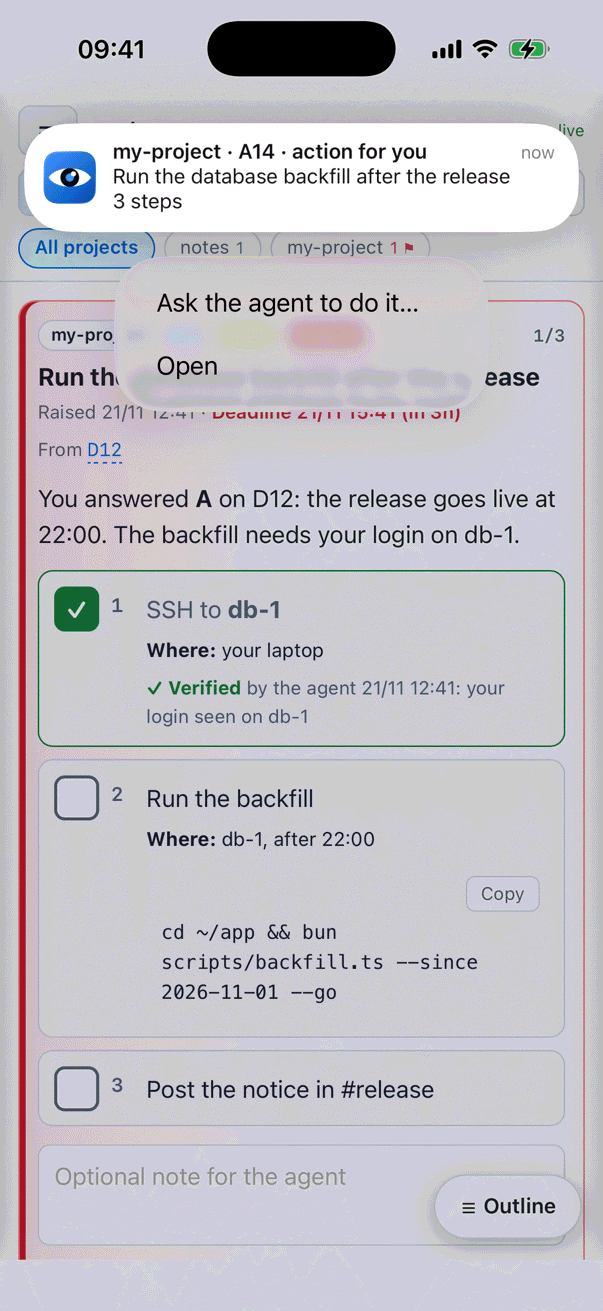 09:41
live
my-project · A14 · action for you
now
Run the database backfill after the release
3 steps
All projects
notes 1
my-project 1
Ask the agent to do it…
Open
1/3
Raised 21/11 12:41 · Deadline 21/11 15:41 (in 3h)
From D12
You answered A on D12: the release goes live at
22:00. The backfill needs your login on db-1.
1 SSH to db-1
Where: your laptop
✓ Verified by the agent 21/11 12:41: your
login seen on db-1
2 Run the backfill
Where: db-1, after 22:00
Copy
cd ~/app && bun
scripts/backfill.ts --since
2026-11-01 --go
3 Post the notice in #release
Optional note for the agent
≡ Outline